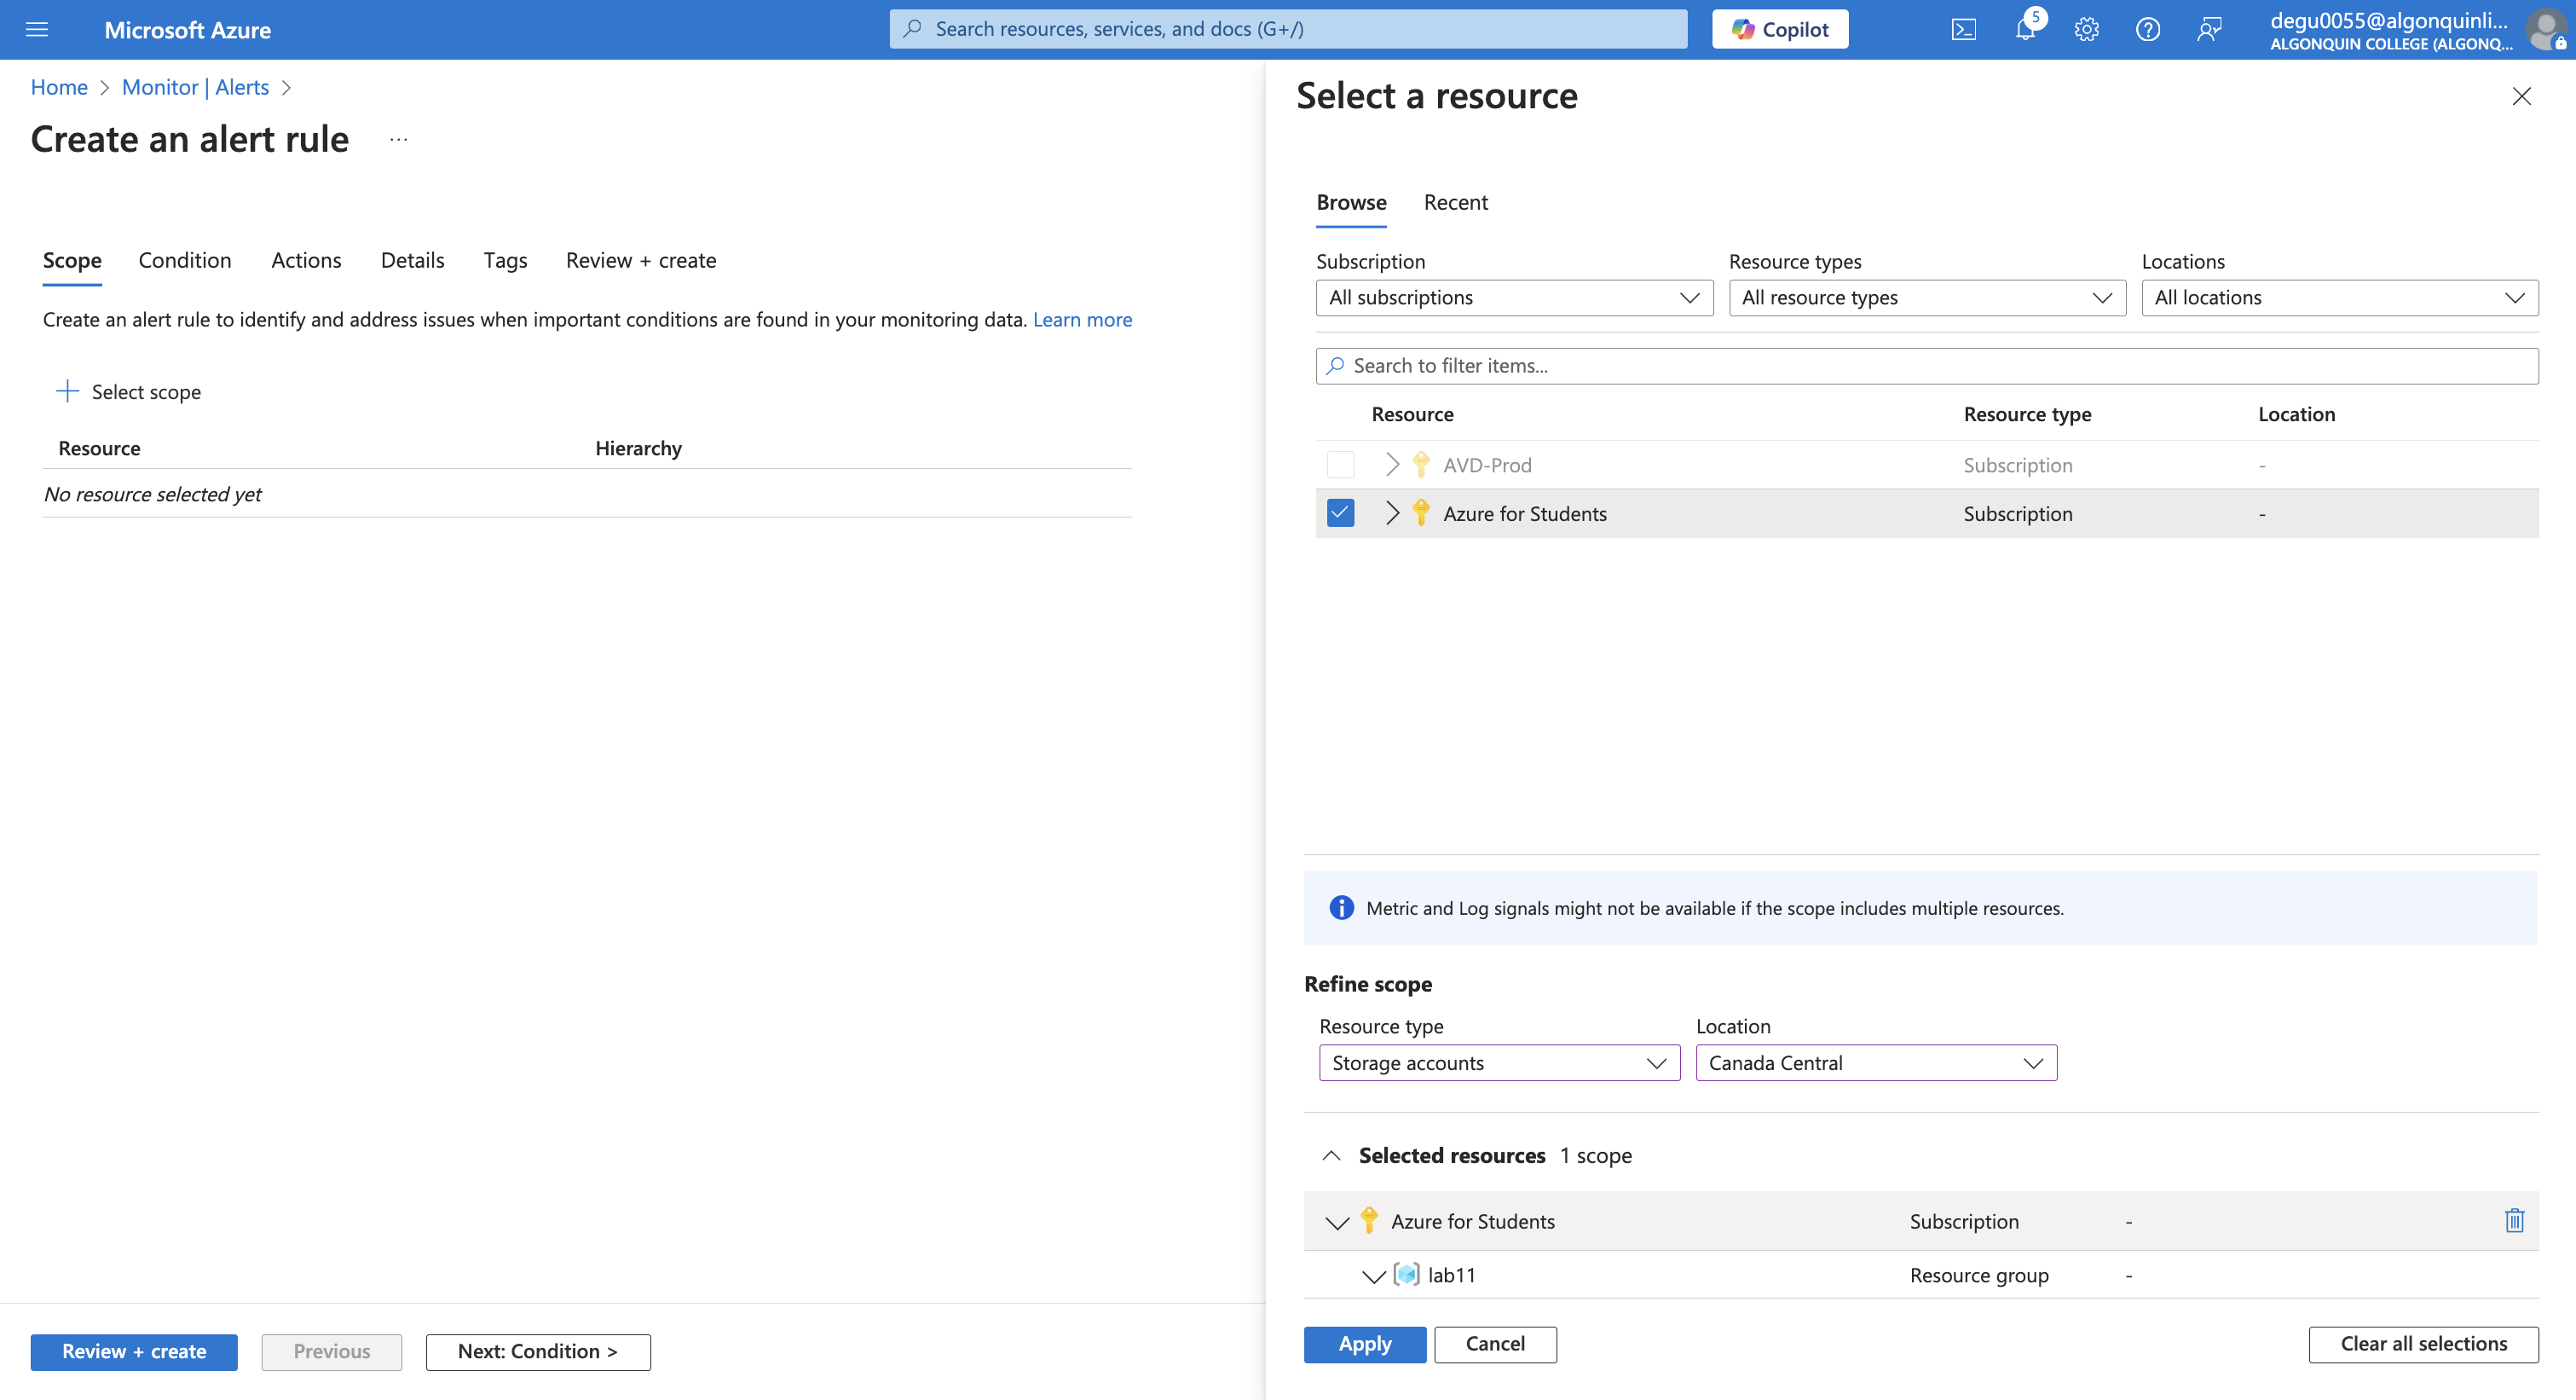 Microsoft Azure
Search resources, services, and docs (G+/)
Copilot
5
degu0055@algonquinli...
ALGONQUIN COLLEGE (ALGONQ...
Home > Monitor | Alerts >
Create an alert rule ...
Scope Condition Actions Details Tags Review + create
Create an alert rule to identify and address issues when important conditions are found in your monitoring data. Learn more
Select scope
Resource Hierarchy
No resource selected yet
Review + create Previous Next: Condition >
Select a resource
Browse Recent
Subscription Resource types Locations
All subscriptions All resource types All locations
Search to filter items...
Resource Resource type Location
AVD-Prod Subscription -
Azure for Students Subscription -
Metric and Log signals might not be available if the scope includes multiple resources.
Refine scope
Resource type Location
Storage accounts Canada Central
Selected resources 1 scope
Azure for Students Subscription -
lab11 Resource group -
Apply Cancel Clear all selections